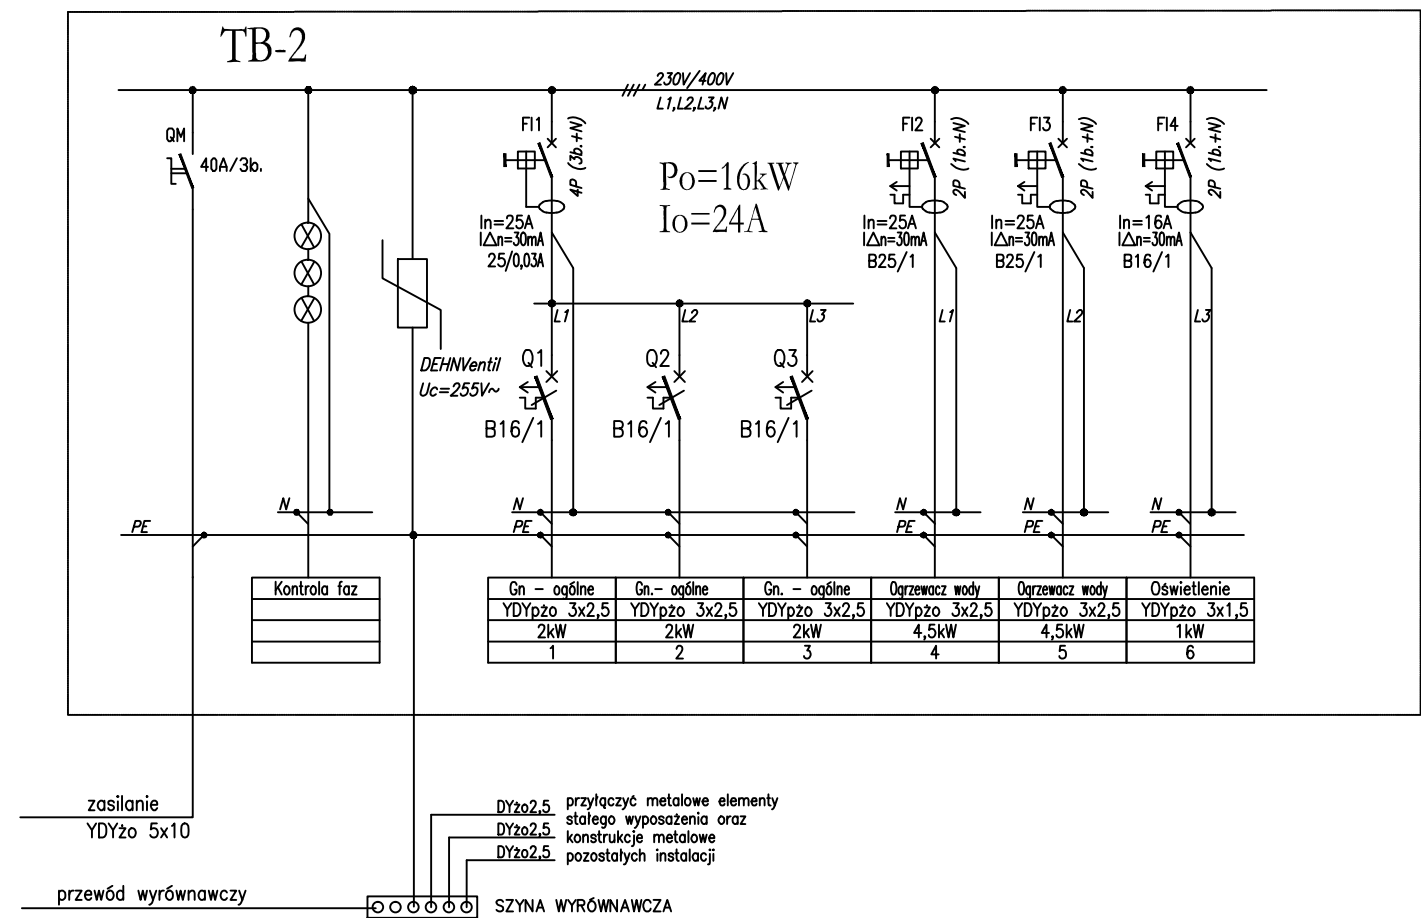 TB-2
230V/400V
L1,L2,L3,N
QM
40A/3b.
FI1
4P (3b.+N)
In=25A
I△n=30mA
25/0,03A
Po=16kW
Io=24A
FI2
2P (1b.+N)
In=25A
I△n=30mA
B25/1
FI3
2P (1b.+N)
In=25A
I△n=30mA
B25/1
FI4
2P (1b.+N)
In=16A
I△n=30mA
B16/1
L1
L2
L3
L1
L2
L3
DEHNVentil
Uc=255V~
Q1
B16/1
Q2
B16/1
Q3
B16/1
N
N
N
N
N
PE
PE
PE
PE
PE
Kontrola faz
Gn – ogólne
YDYpżo 3x2,5
2kW
1
Gn.– ogólne
YDYpżo 3x2,5
2kW
2
Gn. – ogólne
YDYpżo 3x2,5
2kW
3
Ogrzewacz wody
YDYpżo 3x2,5
4,5kW
4
Ogrzewacz wody
YDYpżo 3x2,5
4,5kW
5
Oświetlenie
YDYpżo 3x1,5
1kW
6
zasilanie
YDYżo 5x10
DYżo2,5
DYżo2,5
DYżo2,5
przyłączyć metalowe elementy
stałego wyposażenia oraz
konstrukcje metalowe
pozostałych instalacji
przewód wyrównawczy
SZYNA WYRÓWNAWCZA